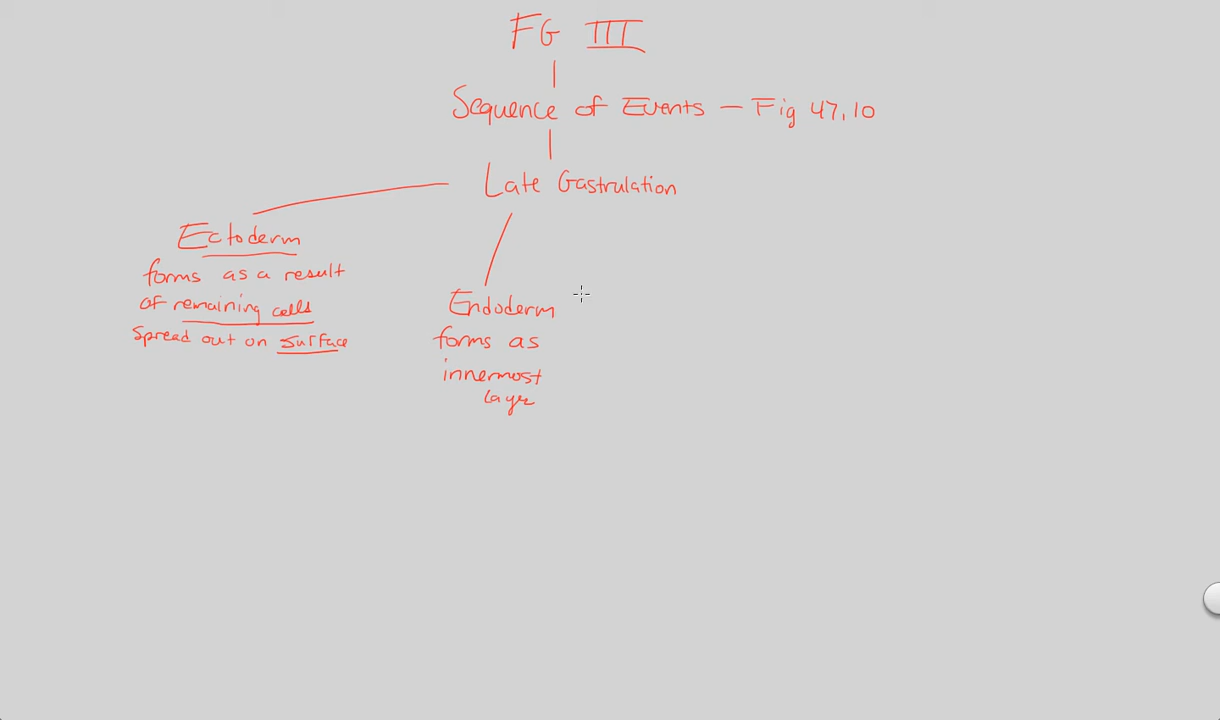 FG III
Sequence of Events — Fig 47.10
Late Gastrulation
Ectoderm
forms as a result
of remaining cells
Spread out on surface
Endoderm
forms as
innermost
layer